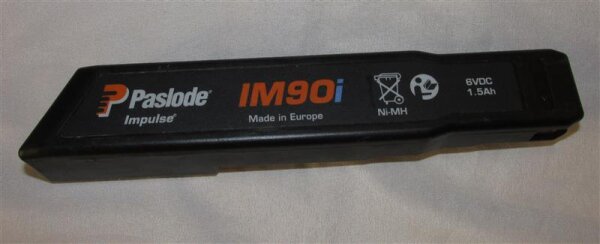 Paslode®
Impulse®
IM90i
Made in Europe
Ni-MH
6VDC
1.5Ah